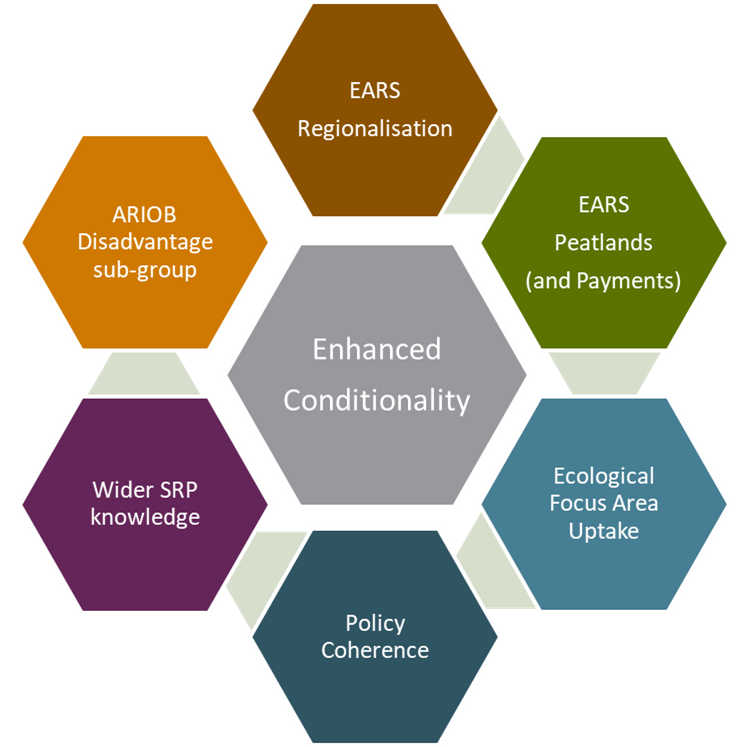 EARS
Regionalisation
ARIOB
Disadvantage
sub-group
EARS
Peatlands
(and Payments)
Enhanced
Conditionality
Wider SRP
knowledge
Ecological
Focus Area
Uptake
Policy
Coherence